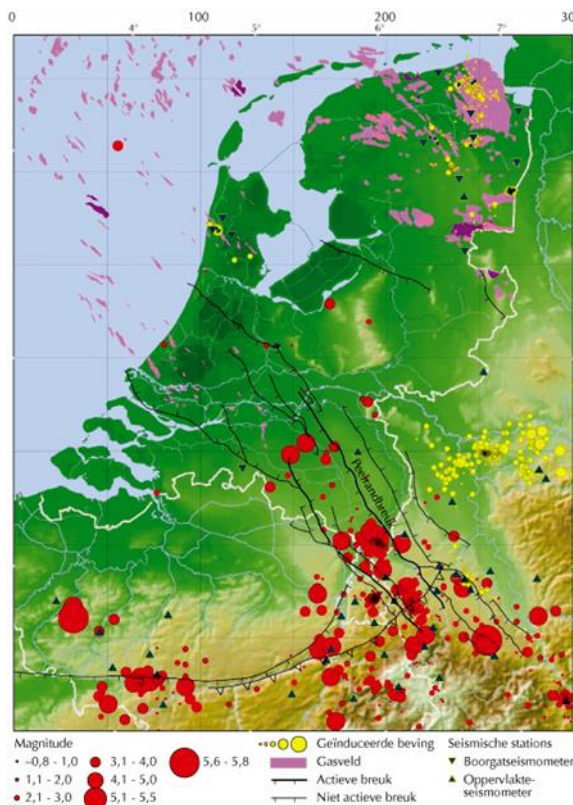 10 100 200 30
4° 5° 6° 7°
Peelrandbreuk
Magnitude
–0,8 - 1,0
1,1 - 2,0
2,1 - 3,0
3,1 - 4,0
4,1 - 5,0
5,1 - 5,5
5,6 - 5,8
Geïnduceerde beving
Gasveld
Actieve breuk
Niet actieve breuk
Seismische stations
Boorgatseismometer
Oppervlakte-
seismometer